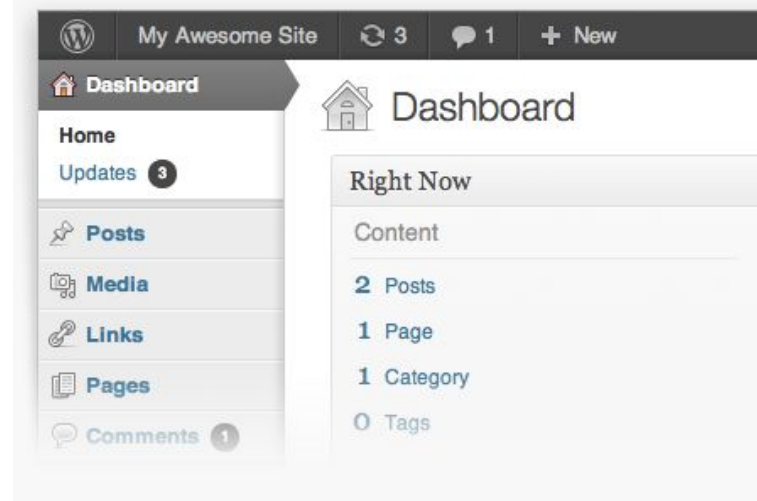 My Awesome Site 3 1 + New
Dashboard
Home
Updates 3
Posts
Media
Links
Pages
Comments 1
Dashboard
Right Now
Content
2 Posts
1 Page
1 Category
0 Tags